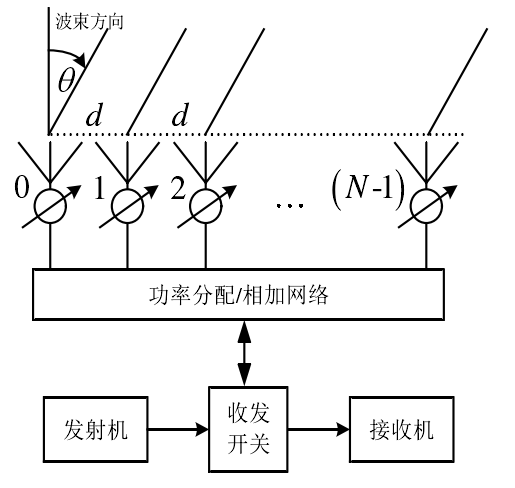 波束方向
θ
d d
0 1 2 ... (N-1)
功率分配/相加网络
发射机
收发
开关
接收机